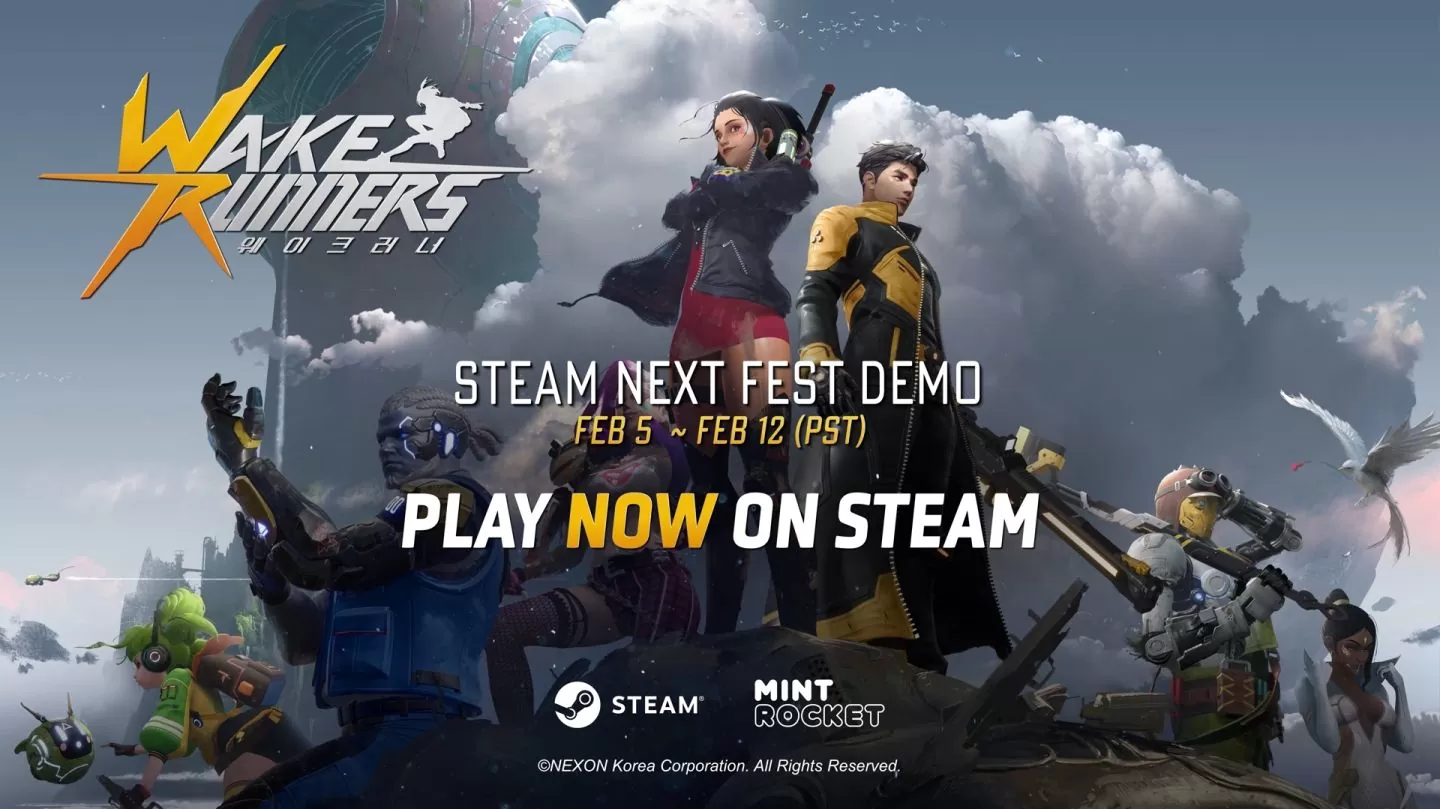 WAKE
RUNNERS
웨이크러너
STEAM NEXT FEST DEMO
FEB 5 ~ FEB 12 (PST)
PLAY NOW ON STEAM
STEAM®
MINT
ROCKET
©NEXON Korea Corporation. All Rights Reserved.